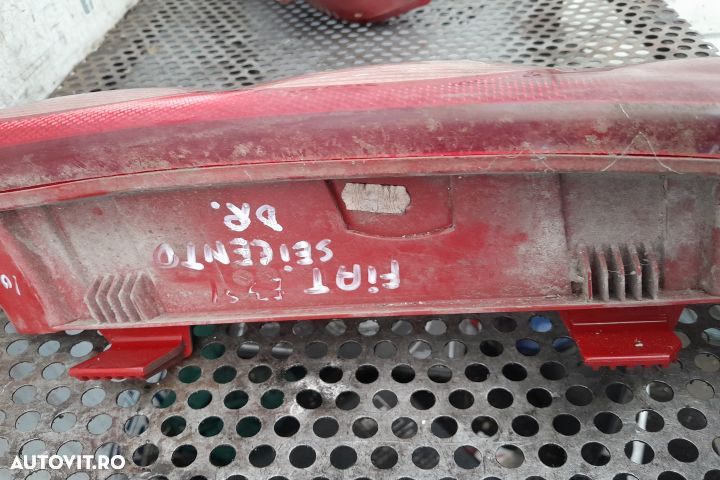 FiAT
SEICENTO
DR.
AUTOVIT.RO